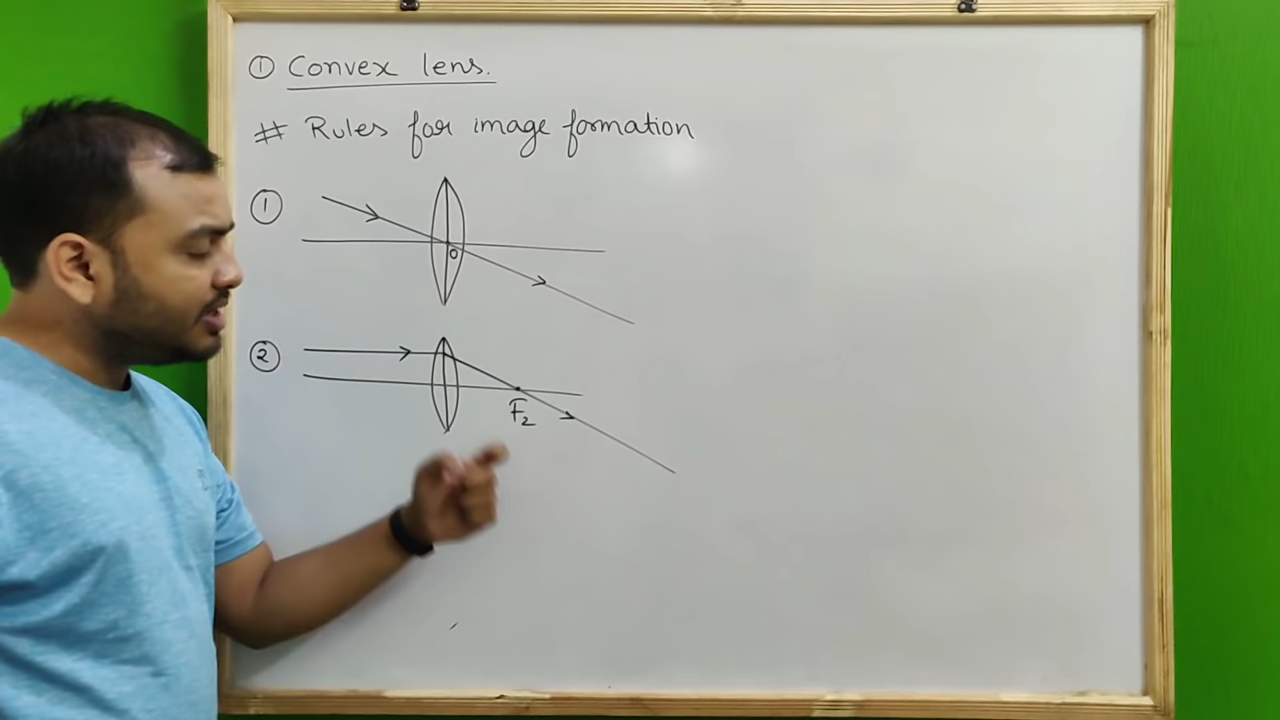 ① Convex lens.
# Rules for image formation
①
O
②
F₂